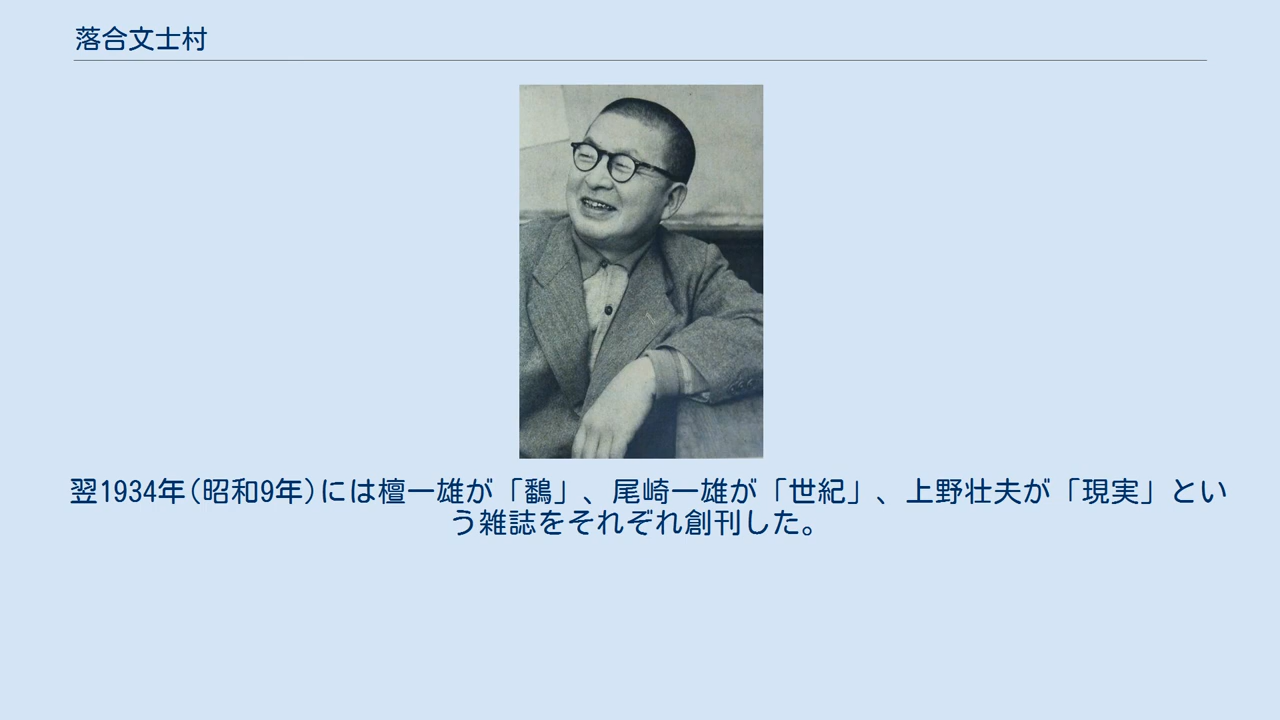 落合文士村
翌1934年(昭和9年)には檀一雄が「鷭」、尾崎一雄が「世紀」、上野壮夫が「現実」とい
う雑誌をそれぞれ創刊した。